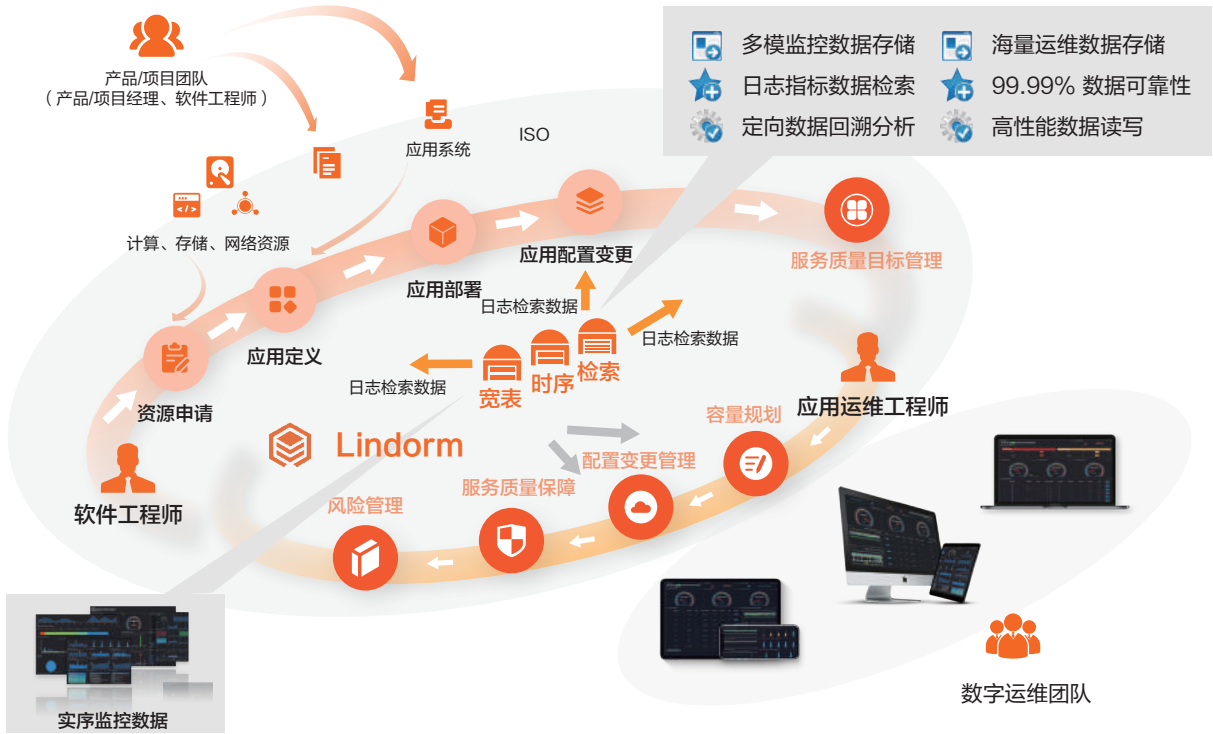 产品/项目团队
（产品/项目经理、软件工程师）
多模监控数据存储
海量运维数据存储
日志指标数据检索
99.99% 数据可靠性
定向数据回溯分析
高性能数据读写
应用系统
ISO
计算、存储、网络资源
应用配置变更
服务质量目标管理
应用部署
日志检索数据
日志检索数据
应用定义
日志检索数据
宽表
时序
检索
资源申请
应用运维工程师
容量规划
Lindorm
配置变更管理
服务质量保障
风险管理
软件工程师
实序监控数据
数字运维团队